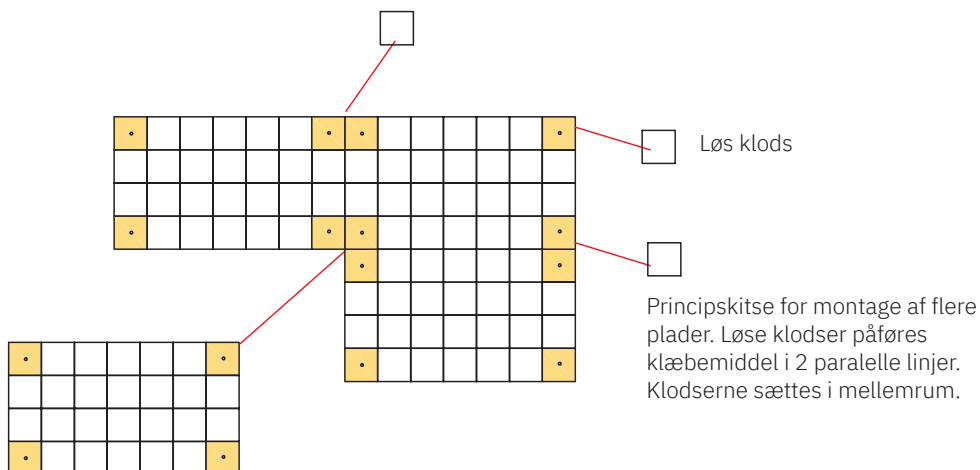 Løs klods
Principskitse for montage af flere
plader. Løse klodser påføres
klæbemiddel i 2 paralelle linjer.
Klodserne sættes i mellemrum.